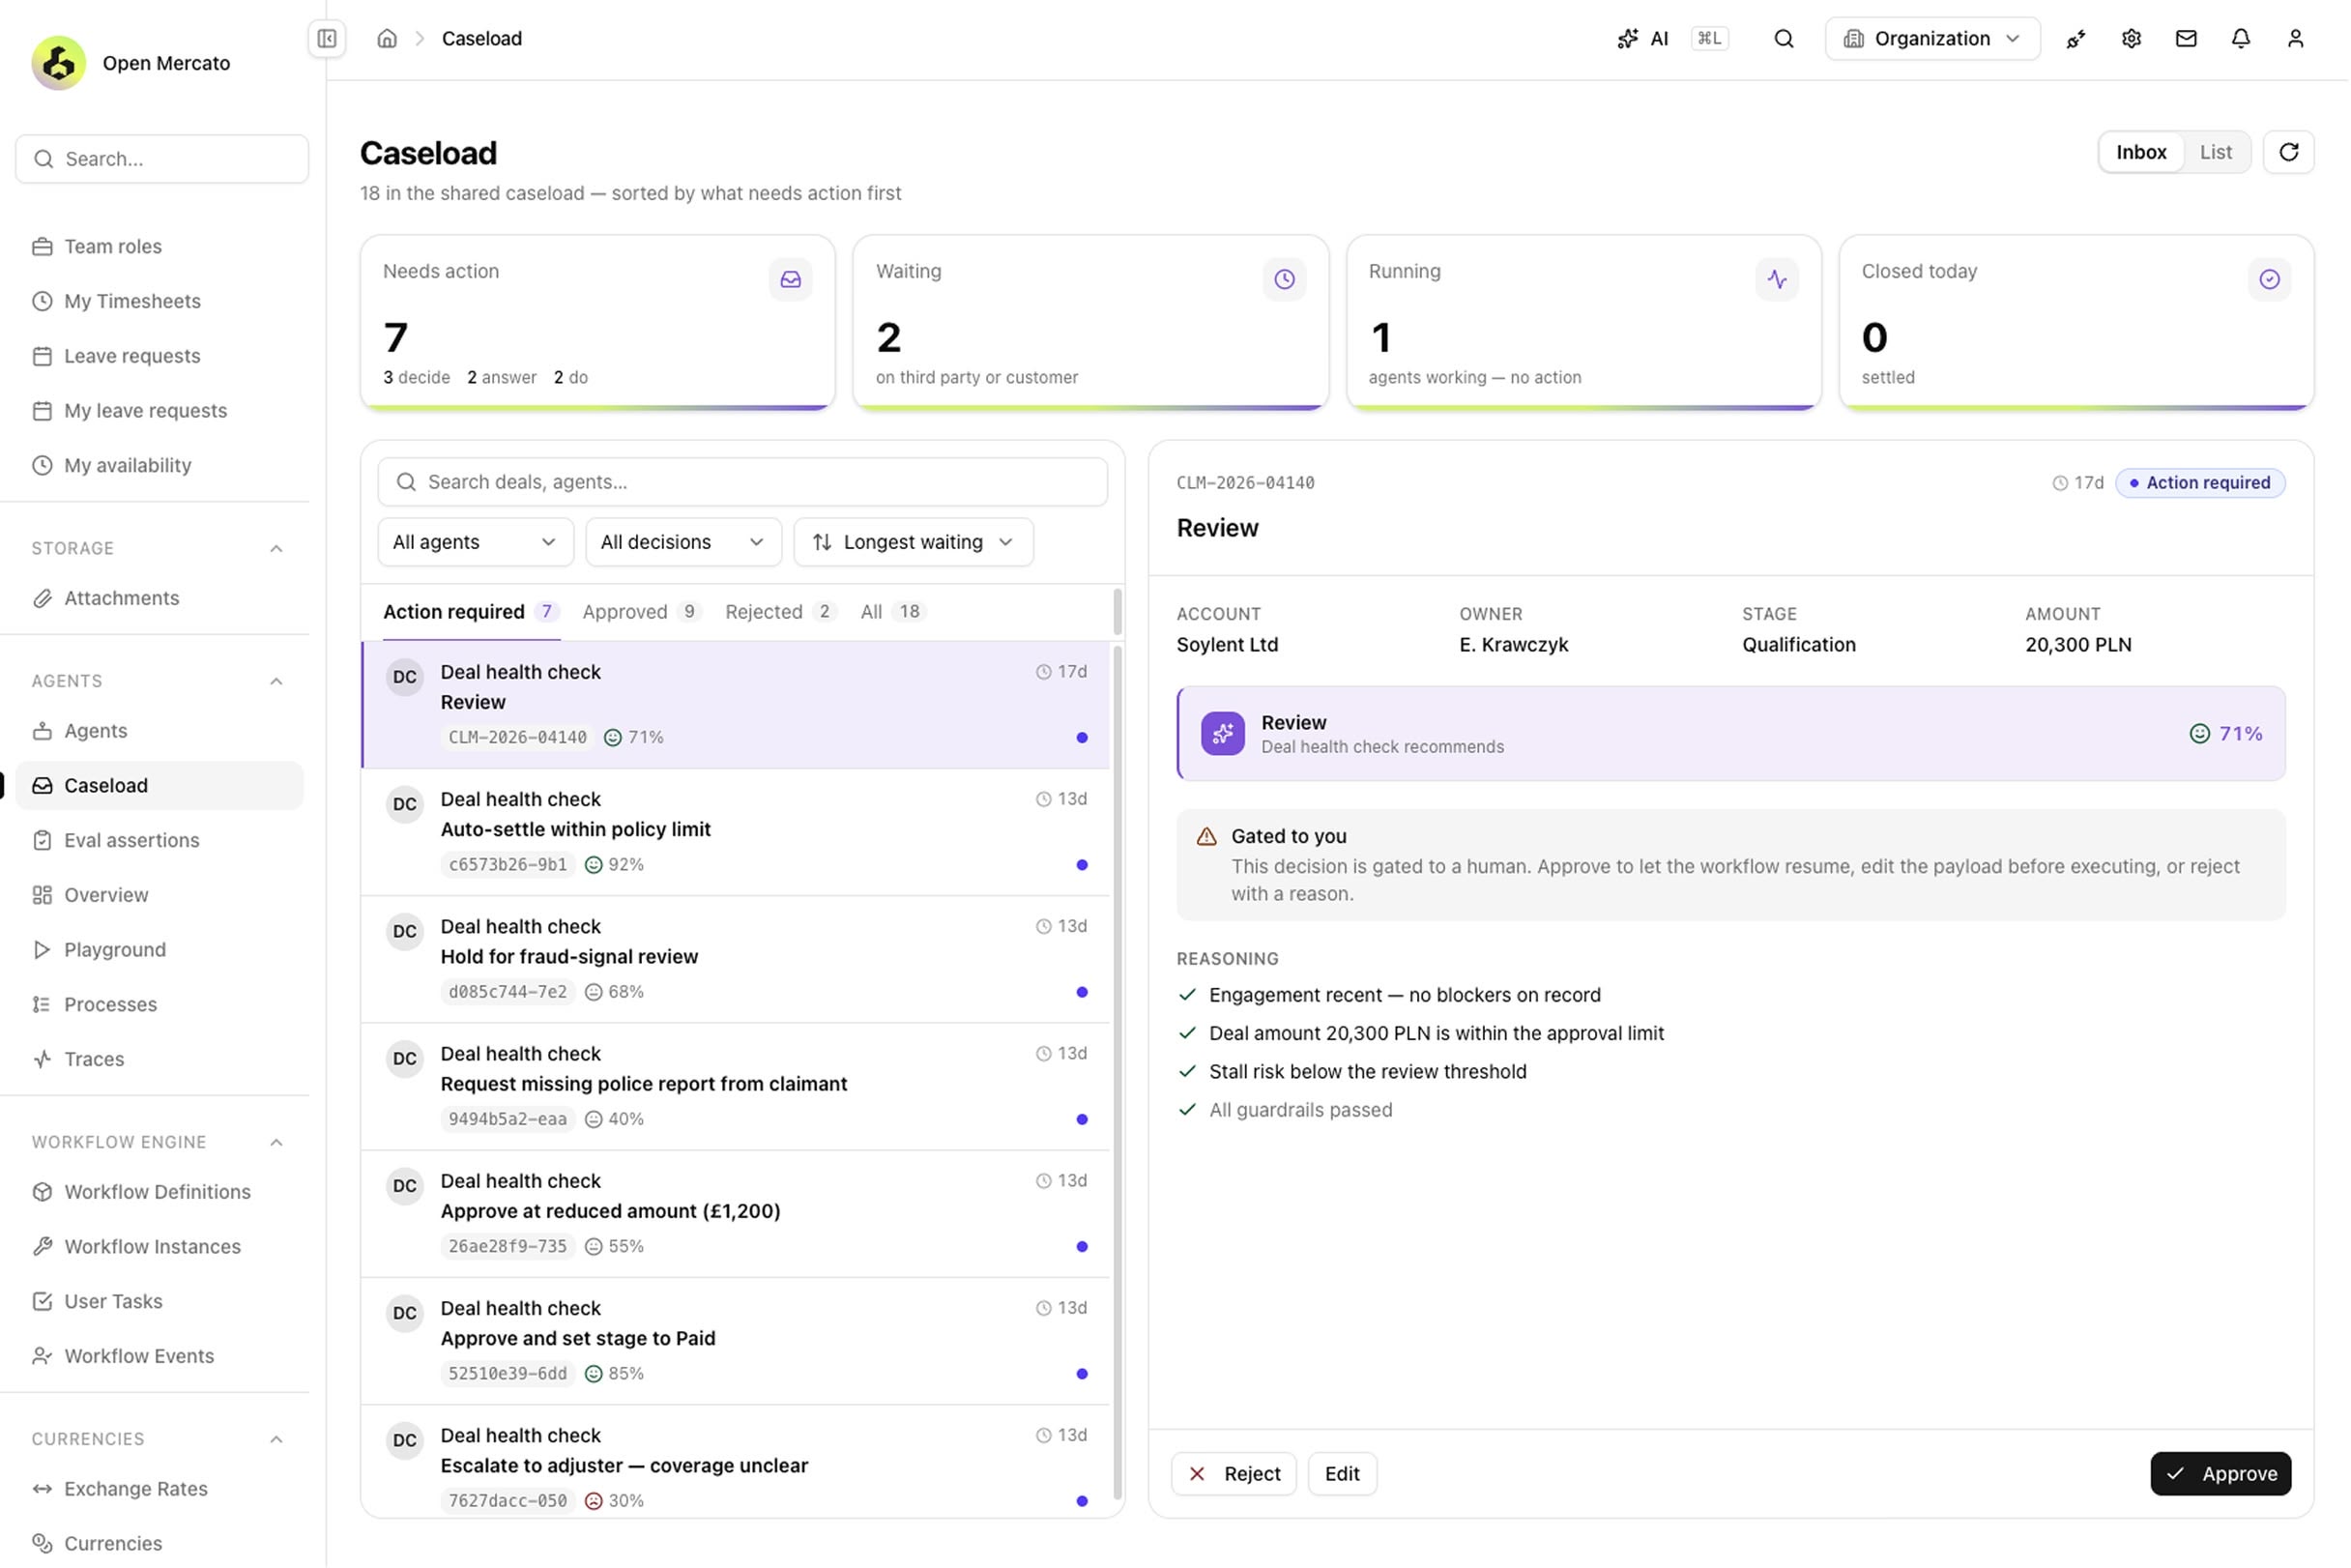 Open Mercato
Search...
Team roles
My Timesheets
Leave requests
My leave requests
My availability
STORAGE
Attachments
AGENTS
Agents
Caseload
Eval assertions
Overview
Playground
Processes
Traces
WORKFLOW ENGINE
Workflow Definitions
Workflow Instances
User Tasks
Workflow Events
CURRENCIES
Exchange Rates
Currencies
Caseload
AI ⌘L
Organization
Caseload
18 in the shared caseload — sorted by what needs action first
Inbox List
Needs action
7
3 decide 2 answer 2 do
Waiting
2
on third party or customer
Running
1
agents working — no action
Closed today
0
settled
Search deals, agents...
All agents All decisions Longest waiting
Action required 7 Approved 9 Rejected 2 All 18
DC Deal health check 17d
Review
CLM-2026-04140 71%
DC Deal health check 13d
Auto-settle within policy limit
c6573b26-9b1 92%
DC Deal health check 13d
Hold for fraud-signal review
d085c744-7e2 68%
DC Deal health check 13d
Request missing police report from claimant
9494b5a2-eaa 40%
DC Deal health check 13d
Approve at reduced amount (£1,200)
26ae28f9-735 55%
DC Deal health check 13d
Approve and set stage to Paid
52510e39-6dd 85%
DC Deal health check 13d
Escalate to adjuster — coverage unclear
7627dacc-050 30%
CLM-2026-04140 17d Action required
Review
ACCOUNT OWNER STAGE AMOUNT
Soylent Ltd E. Krawczyk Qualification 20,300 PLN
Review
Deal health check recommends
71%
Gated to you
This decision is gated to a human. Approve to let the workflow resume, edit the payload before executing, or reject
with a reason.
REASONING
Engagement recent — no blockers on record
Deal amount 20,300 PLN is within the approval limit
Stall risk below the review threshold
All guardrails passed
Reject Edit Approve